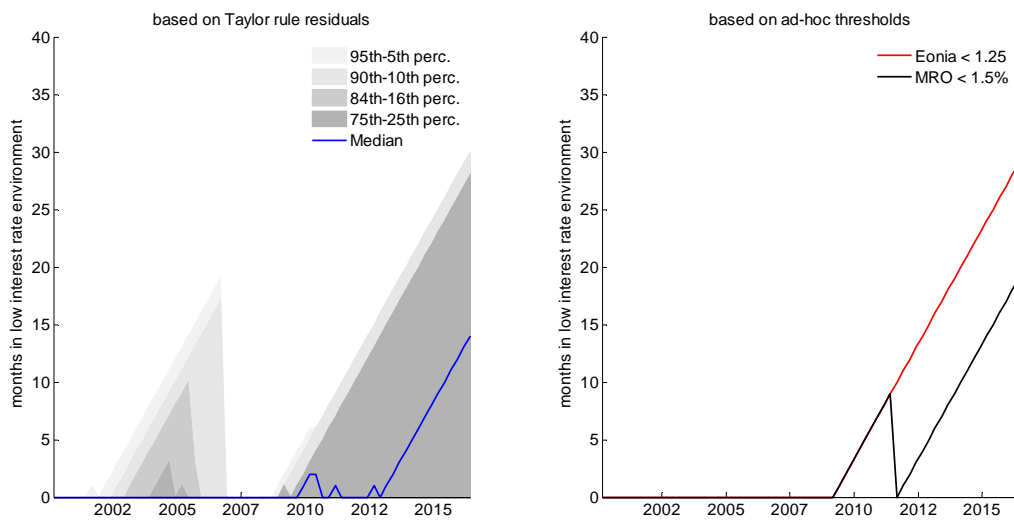 based on Taylor rule residuals
40
35
30
25
20
15
10
5
0
months in low interest rate environment
95th-5th perc.
90th-10th perc.
84th-16th perc.
75th-25th perc.
Median
2002 2005 2007 2010 2012 2015
based on ad-hoc thresholds
40
35
30
25
20
15
10
5
0
months in low interest rate environment
Eonia < 1.25
MRO < 1.5%
2002 2005 2007 2010 2012 2015